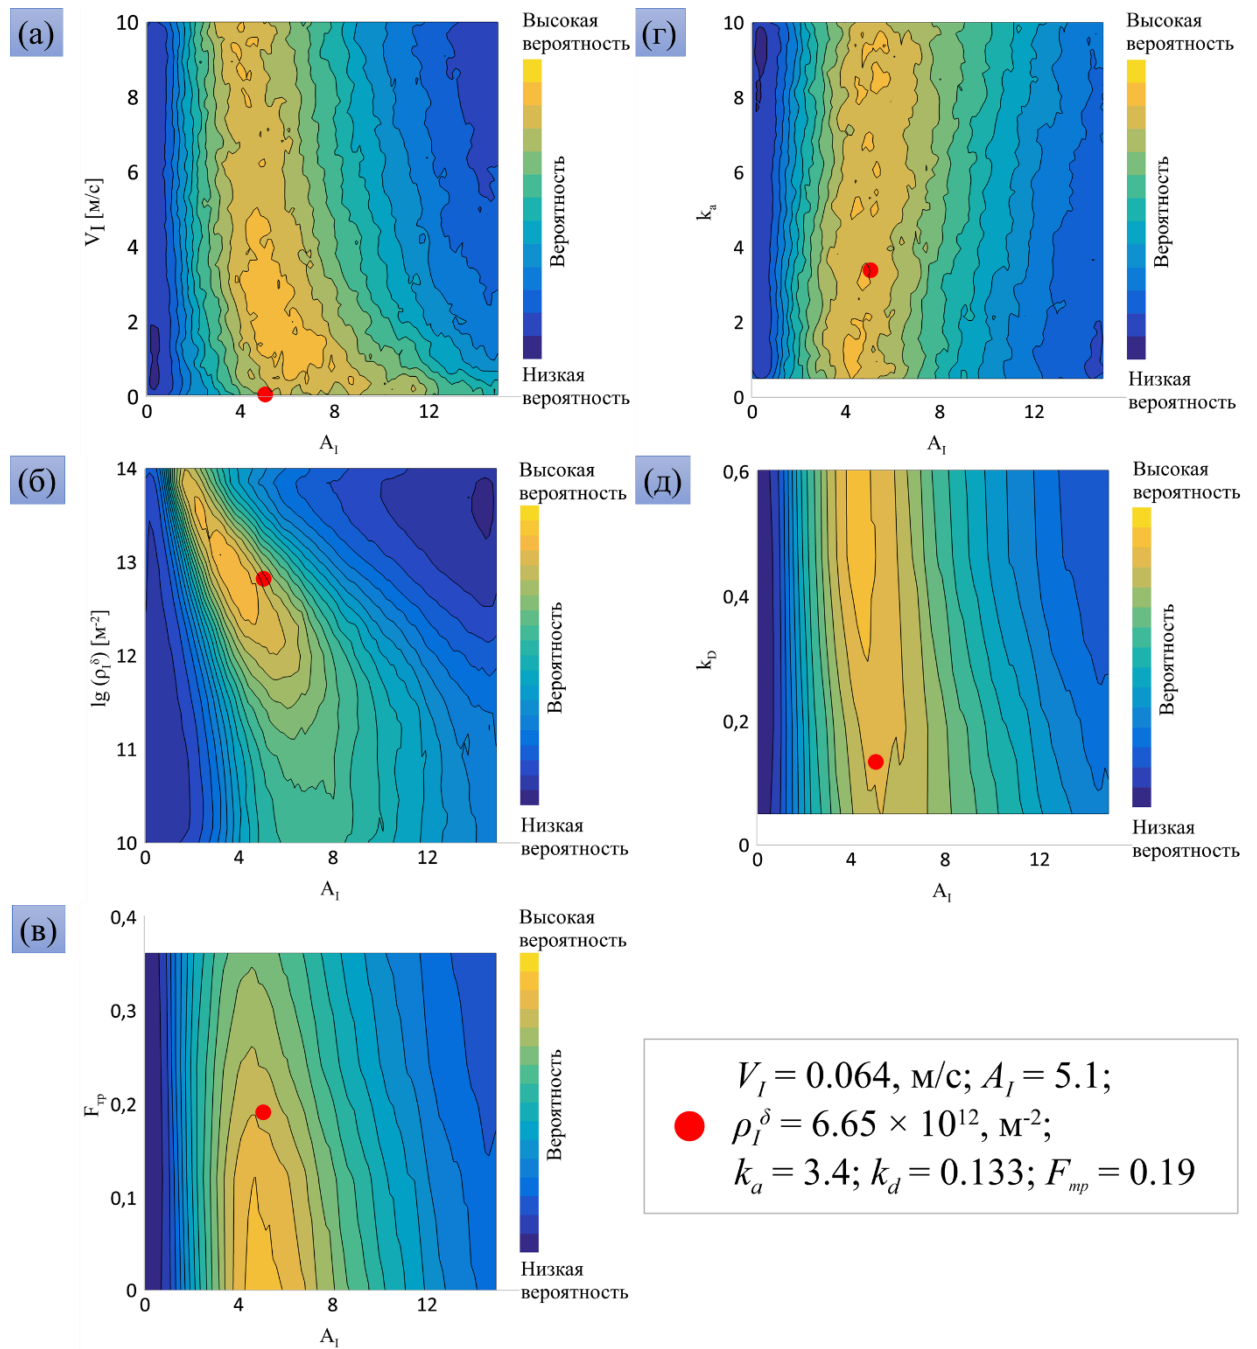 (а)
10
8
6
4
2
0
V_I [м/с]
0 4 8 12
A_I
Высокая
вероятность
Вероятность
Низкая
вероятность
(г)
10
8
6
4
2
0
k_a
0 4 8 12
A_I
Высокая
вероятность
Вероятность
Низкая
вероятность
(б)
14
13
12
11
10
lg (ρ_I^δ) [м^-2]
0 4 8 12
A_I
Высокая
вероятность
Вероятность
Низкая
вероятность
(д)
0,6
0,4
0,2
0
k_D
0 4 8 12
A_I
Высокая
вероятность
Вероятность
Низкая
вероятность
(в)
0,4
0,3
0,2
0,1
0
F_тр
0 4 8 12
A_I
Высокая
вероятность
Вероятность
Низкая
вероятность
V_I = 0.064, м/с; A_I = 5.1;
ρ_I^δ = 6.65 × 10^12, м^-2;
k_a = 3.4; k_d = 0.133; F_тр = 0.19